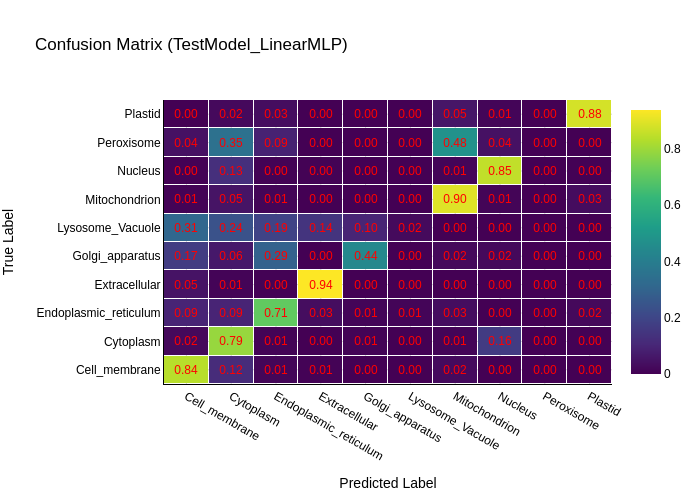 Confusion Matrix (TestModel_LinearMLP)
Plastid 0.00 0.02 0.03 0.00 0.00 0.00 0.05 0.01 0.00 0.88
Peroxisome 0.04 0.35 0.09 0.00 0.00 0.00 0.48 0.04 0.00 0.00
Nucleus 0.00 0.13 0.00 0.00 0.00 0.00 0.01 0.85 0.00 0.00
Mitochondrion 0.01 0.05 0.01 0.00 0.00 0.00 0.90 0.01 0.00 0.03
Lysosome_Vacuole 0.31 0.24 0.19 0.14 0.10 0.02 0.00 0.00 0.00 0.00
Golgi_apparatus 0.17 0.06 0.29 0.00 0.44 0.00 0.02 0.02 0.00 0.00
Extracellular 0.05 0.01 0.00 0.94 0.00 0.00 0.00 0.00 0.00 0.00
Endoplasmic_reticulum 0.09 0.09 0.71 0.03 0.01 0.01 0.03 0.00 0.00 0.02
Cytoplasm 0.02 0.79 0.01 0.00 0.01 0.00 0.01 0.16 0.00 0.00
Cell_membrane 0.84 0.12 0.01 0.01 0.00 0.00 0.02 0.00 0.00 0.00
Cell_membrane
Cytoplasm
Endoplasmic_reticulum
Extracellular
Golgi_apparatus
Lysosome_Vacuole
Mitochondrion
Nucleus
Peroxisome
Plastid
Predicted Label
True Label
0.8
0.6
0.4
0.2
0